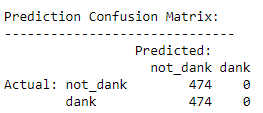 Prediction Confusion Matrix:
------------------------------
Predicted:
not_dank dank
Actual: not_dank 474 0
dank 474 0